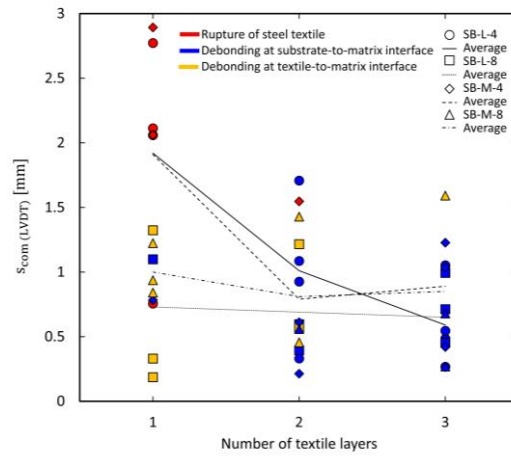 3
2.5
2
1.5
1
0.5
0
s_com (LVDT) [mm]
Rupture of steel textile
Debonding at substrate-to-matrix interface
Debonding at textile-to-matrix interface
SB-L-4
Average
SB-L-8
Average
SB-M-4
Average
SB-M-8
Average
1 2 3
Number of textile layers